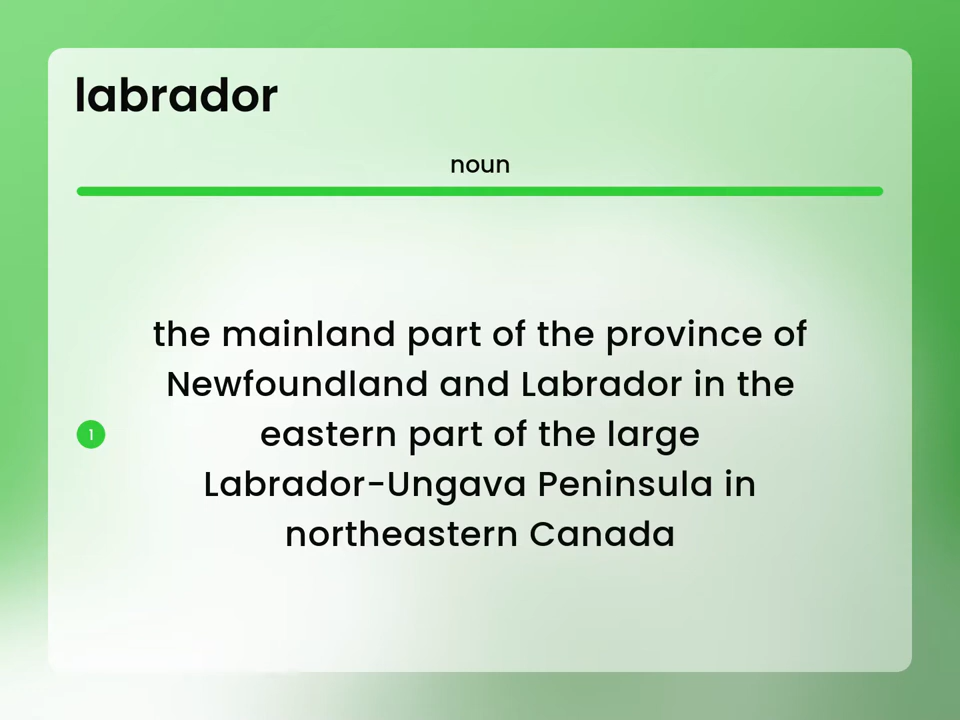 labrador
noun
the mainland part of the province of
Newfoundland and Labrador in the
1
eastern part of the large
Labrador-Ungava Peninsula in
northeastern Canada